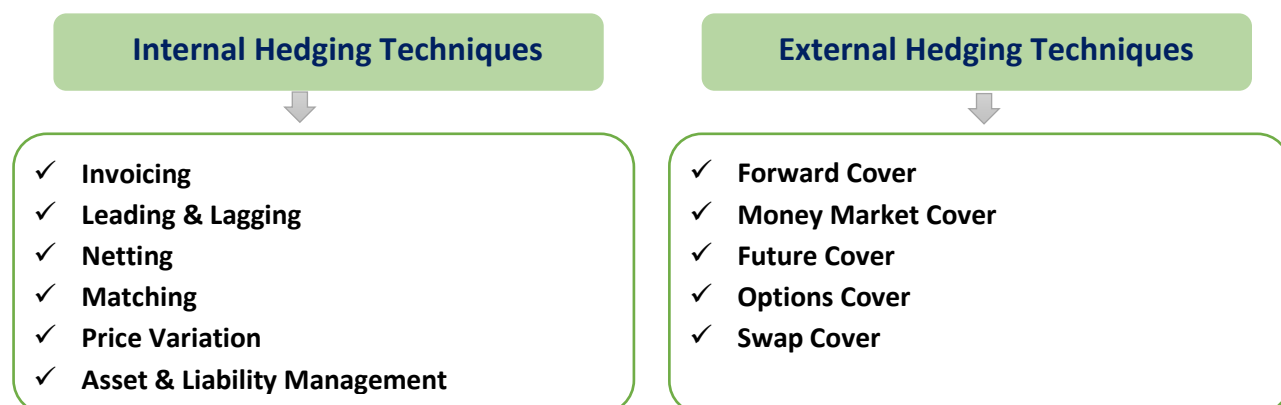 Internal Hedging Techniques
✓ Invoicing
✓ Leading & Lagging
✓ Netting
✓ Matching
✓ Price Variation
✓ Asset & Liability Management
External Hedging Techniques
✓ Forward Cover
✓ Money Market Cover
✓ Future Cover
✓ Options Cover
✓ Swap Cover